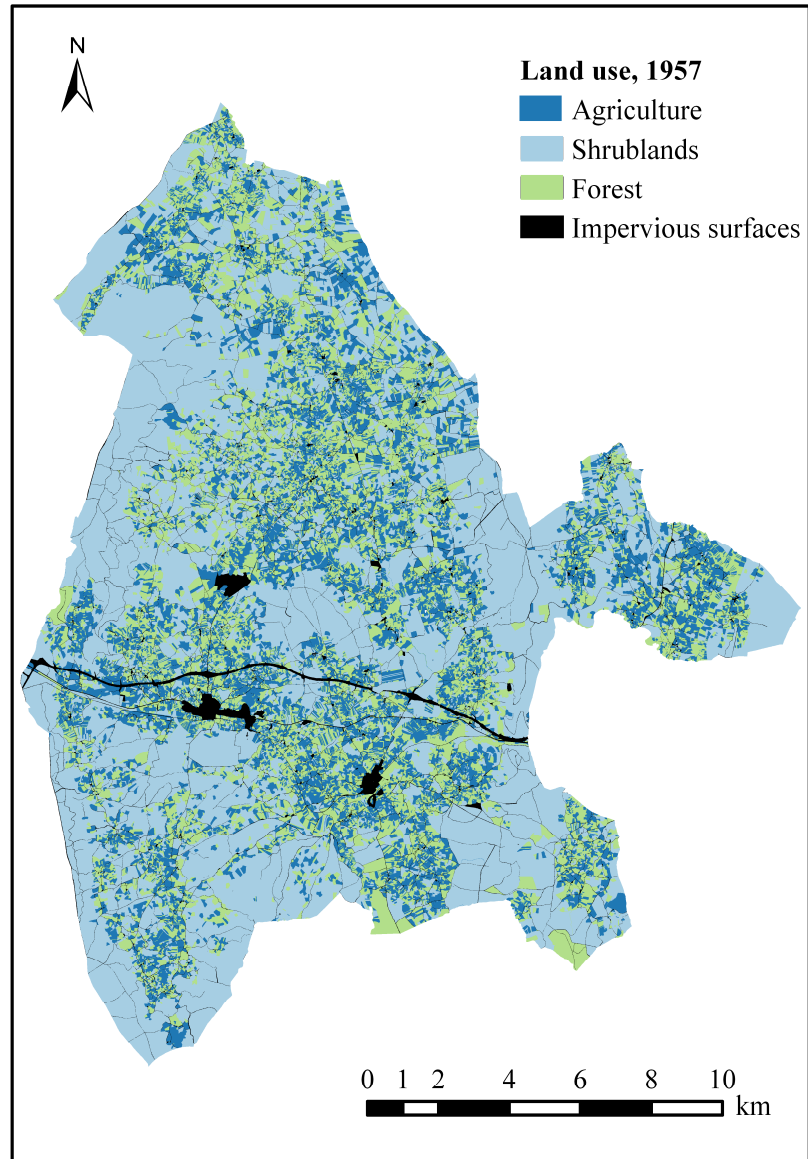 N
Land use, 1957
Agriculture
Shrublands
Forest
Impervious surfaces
0 1 2 4 6 8 10
km